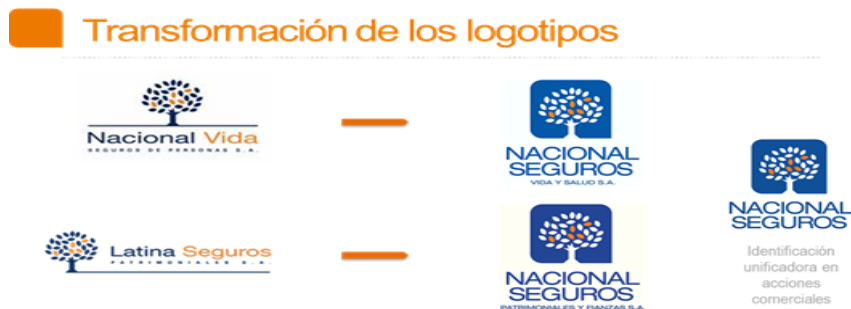 Transformación de los logotipos
Nacional Vida
SEGUROS DE PERSONAS S.A.
NACIONAL
SEGUROS
VIDA Y SALUD S.A.
Latina Seguros
PATRIMONIALES S.A.
NACIONAL
SEGUROS
PATRIMONIALES Y FIANZAS S.A.
NACIONAL
SEGUROS
Identificación
unificadora en
acciones
comerciales